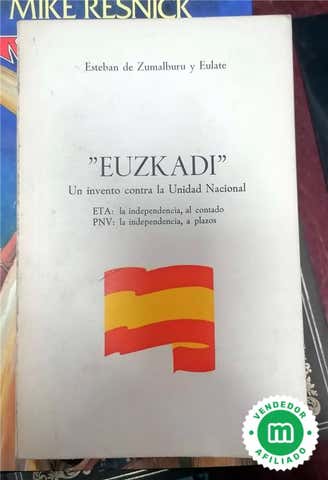 MIKE RESNICK
Esteban de Zumalburu y Eulate
"EUZKADI"
Un invento contra la Unidad Nacional
ETA: la independencia, al contado
PNV: la independencia, a plazos
VENDEDOR
m
AFILIADO